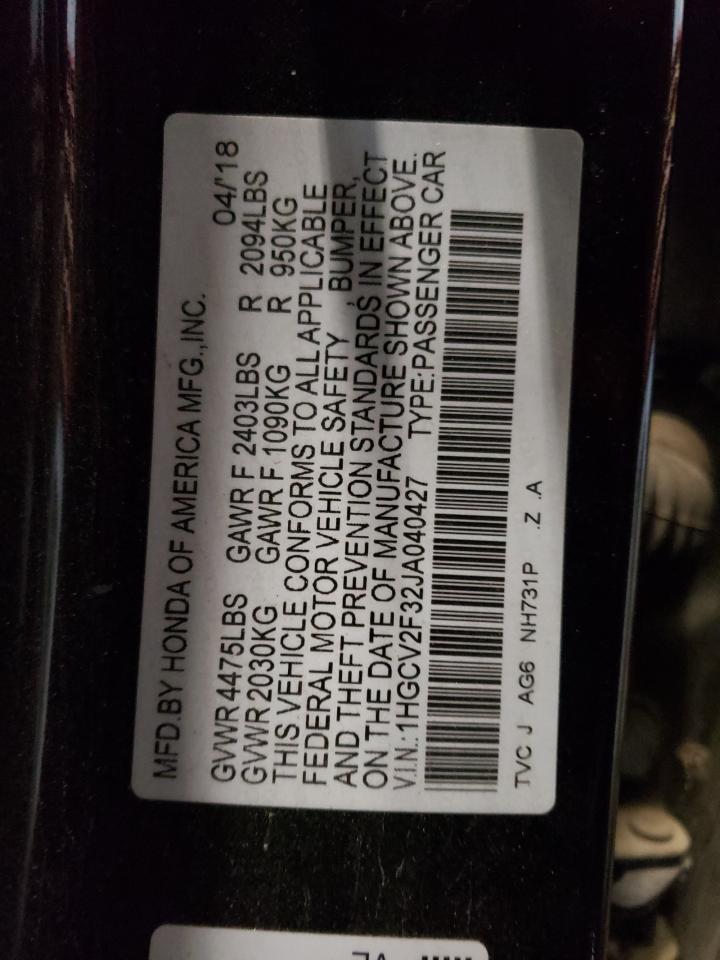 MFD.BY HONDA OF AMERICA MFG.,INC.
04/'18
GVWR 4475LBS GAWR F 2403LBS R 2094LBS
GVWR 2030KG GAWR F 1090KG R 950KG
THIS VEHICLE CONFORMS TO ALL APPLICABLE
FEDERAL MOTOR VEHICLE SAFETY, BUMPER,
AND THEFT PREVENTION STANDARDS IN EFFECT
ON THE DATE OF MANUFACTURE SHOWN ABOVE.
V.I.N.:1HGCV2F32JA040427 TYPE:PASSENGER CAR
TVC J AG6 NH731P .Z .A